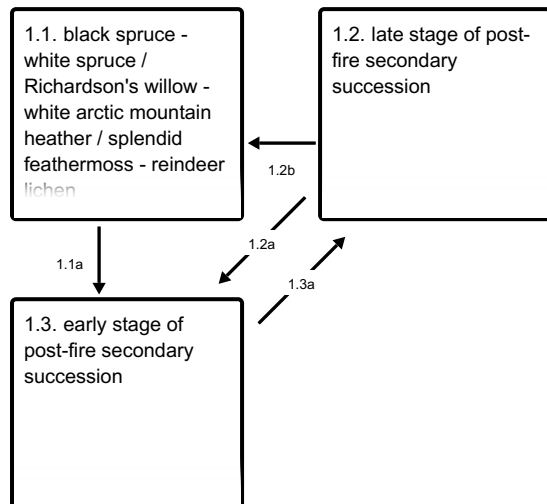 1.1. black spruce -
white spruce /
Richardson's willow -
white arctic mountain
heather / splendid
feathermoss - reindeer
lichen
1.2. late stage of post-
fire secondary
succession
1.2b
1.2a
1.1a
1.3a
1.3. early stage of
post-fire secondary
succession